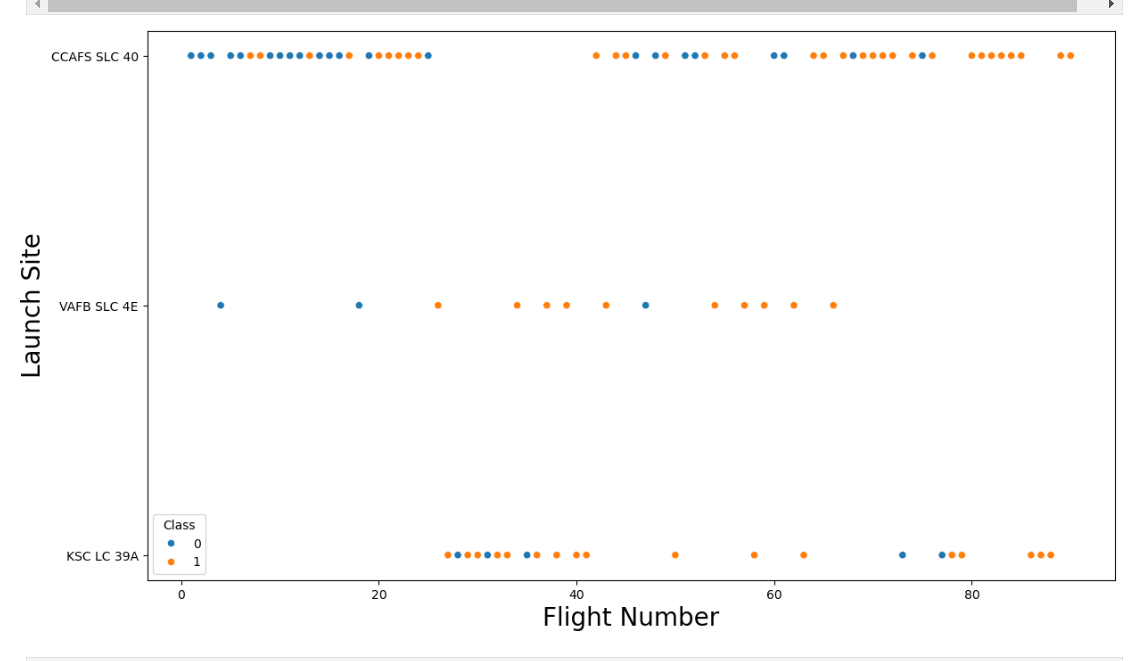 CCAFS SLC 40
VAFB SLC 4E
KSC LC 39A
Launch Site
Class
0
1
0 20 40 60 80
Flight Number